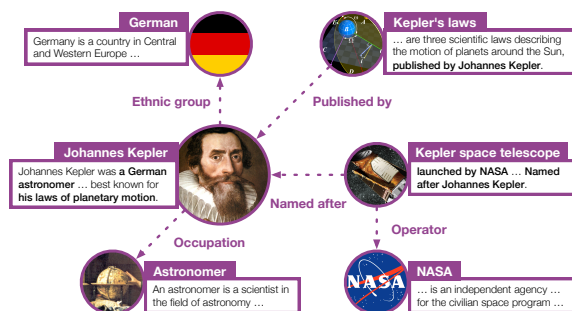 German
Germany is a country in Central
and Western Europe ...
Kepler's laws
... are three scientific laws describing
the motion of planets around the Sun,
published by Johannes Kepler.
Ethnic group
Published by
Johannes Kepler
Johannes Kepler was a German
astronomer ... best known for
his laws of planetary motion.
Kepler space telescope
launched by NASA ... Named
after Johannes Kepler.
Named after
Occupation
Operator
Astronomer
An astronomer is a scientist in
the field of astronomy ...
NASA
NASA
... is an independent agency ...
for the civilian space program ...